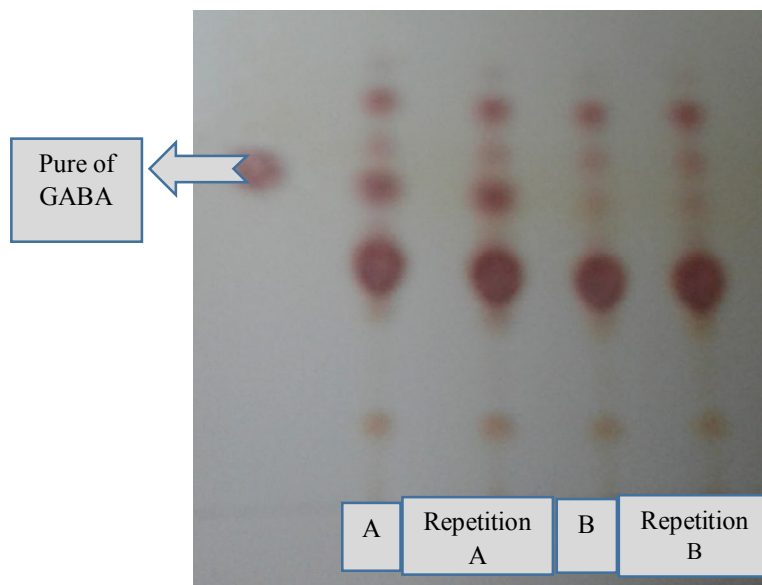 Pure of
GABA
A
Repetition
A
B
Repetition
B